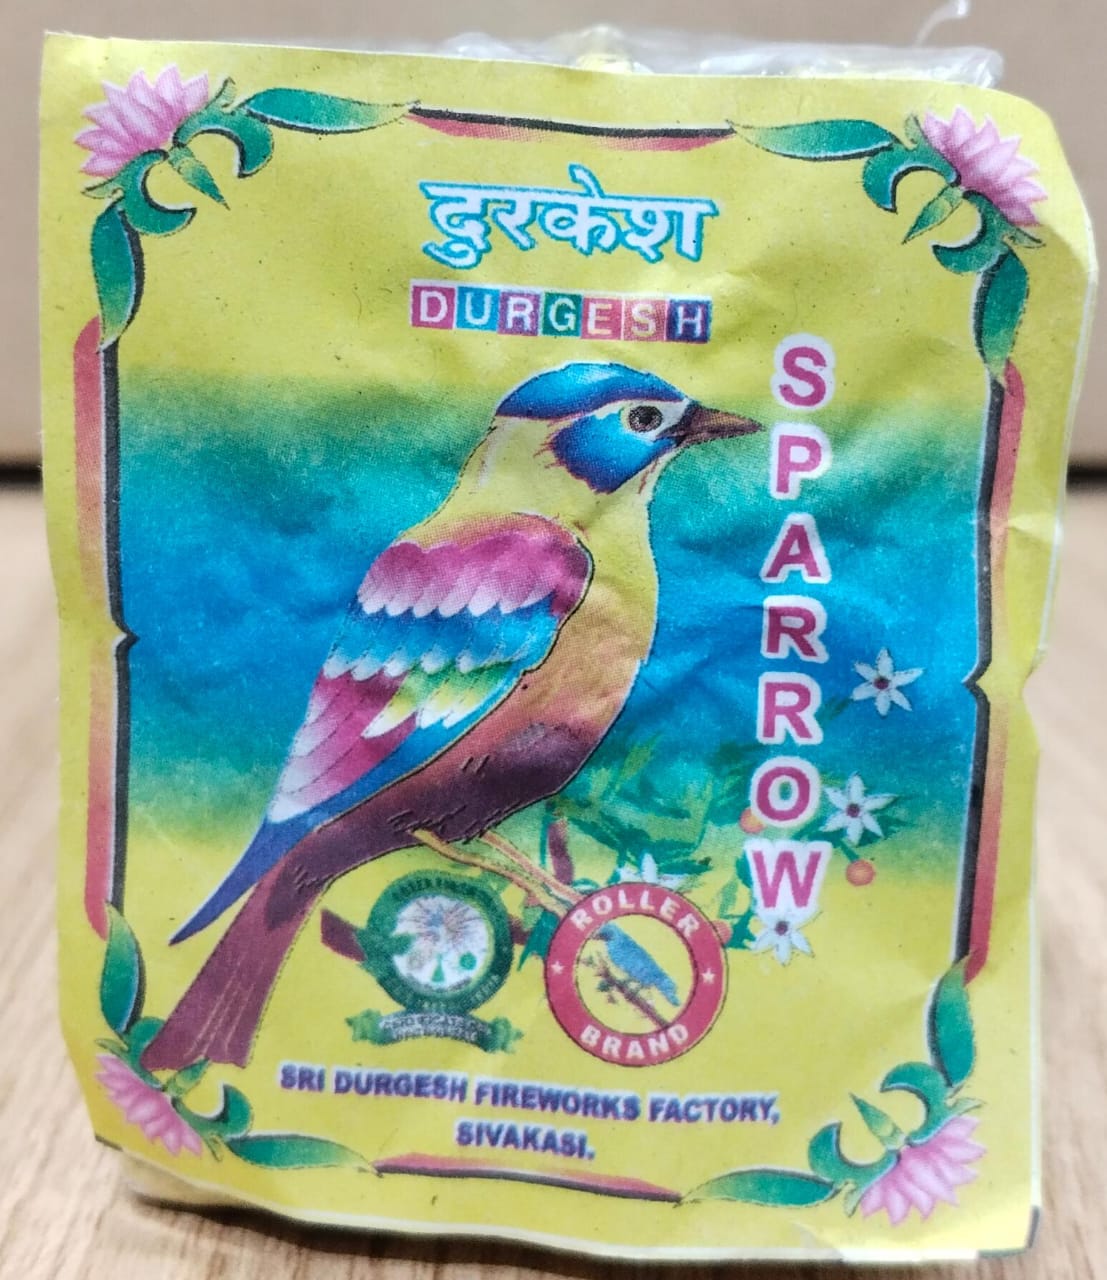 दुरकेश
DURGESH
SPARROW
ROLLER
BRAND
SRI DURGESH FIREWORKS FACTORY,
SIVAKASI.